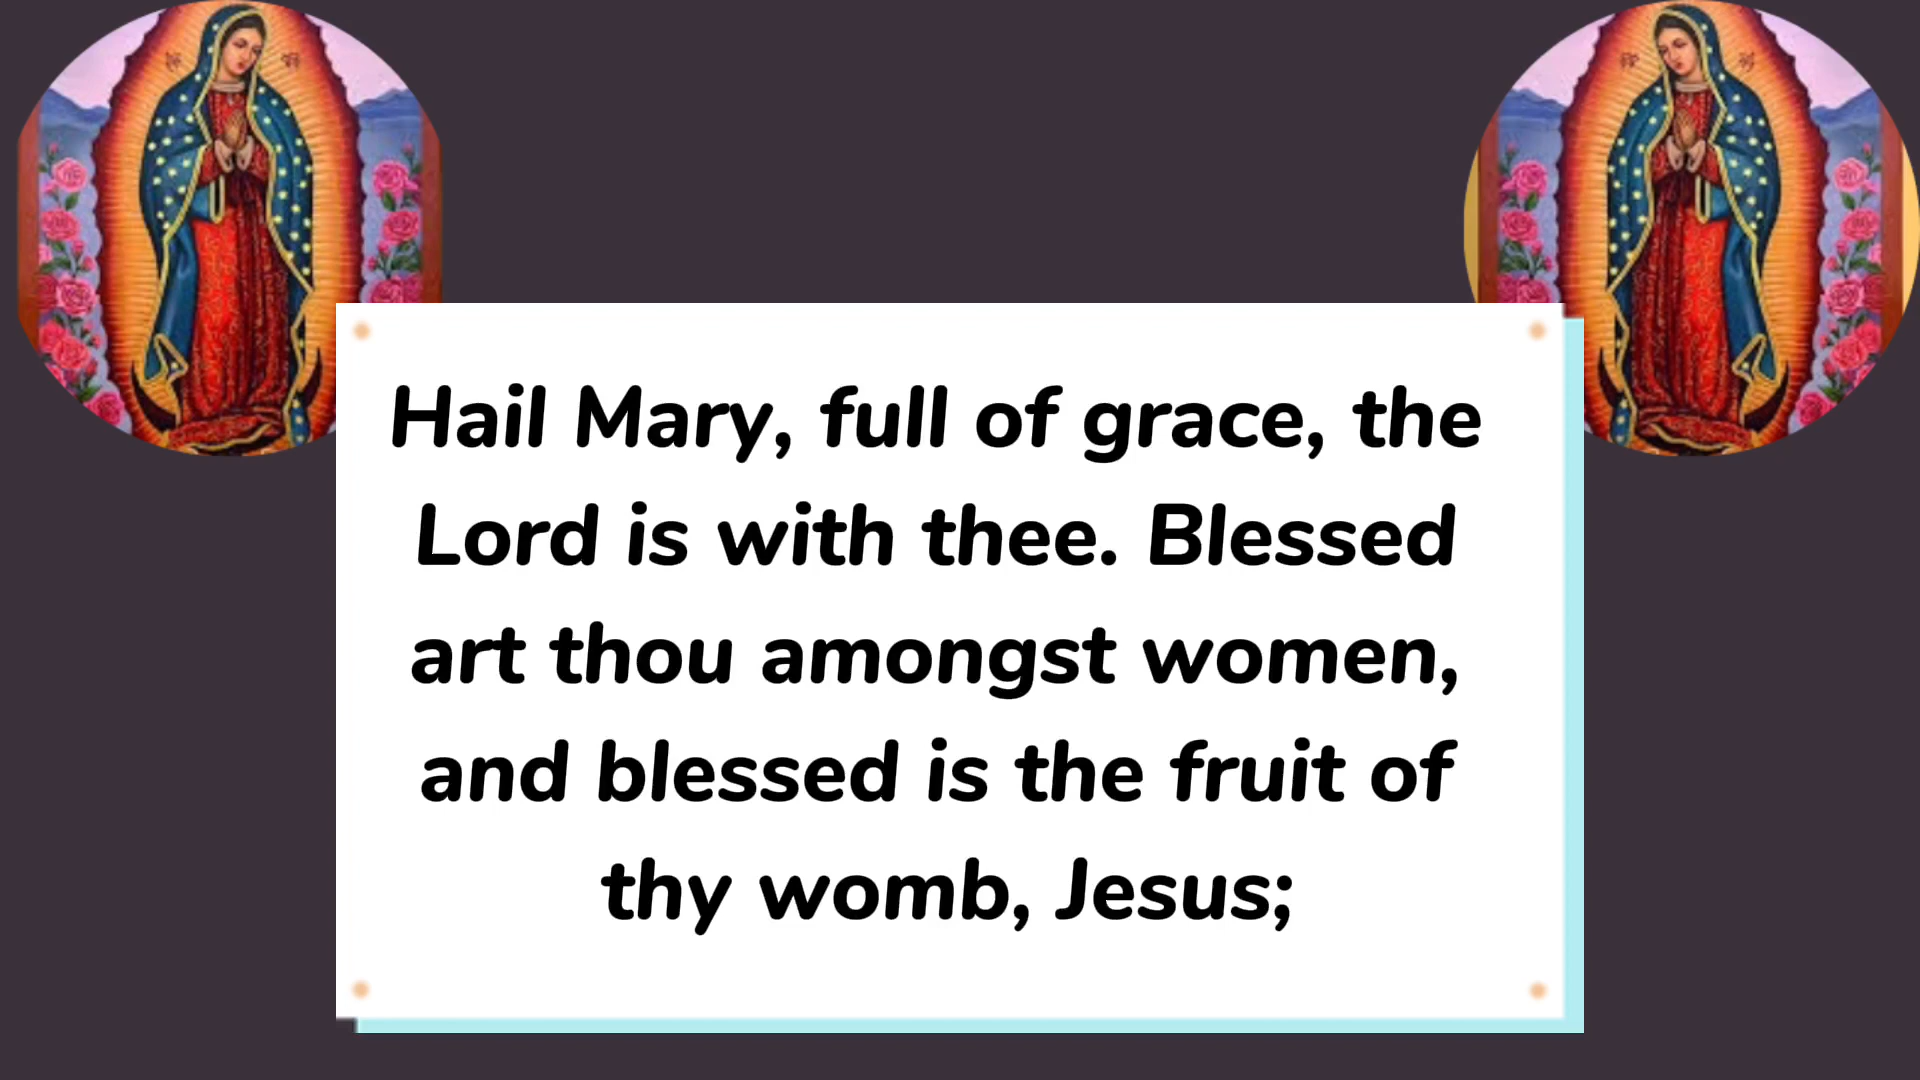 Hail Mary, full of grace, the
Lord is with thee. Blessed
art thou amongst women,
and blessed is the fruit of
thy womb, Jesus;